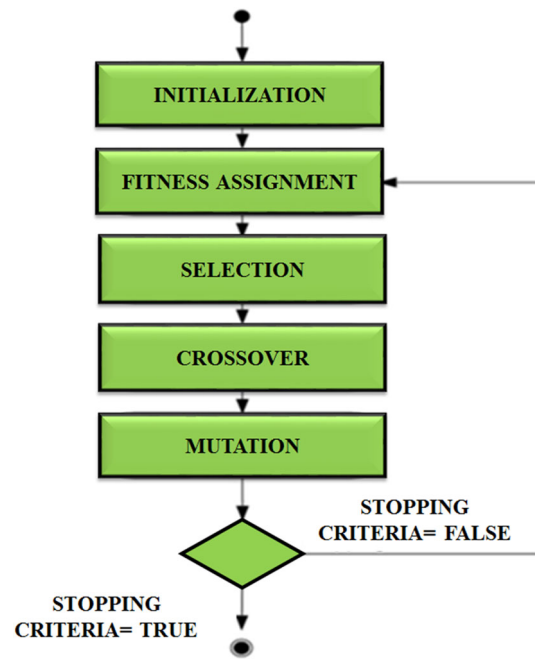 INITIALIZATION
FITNESS ASSIGNMENT
SELECTION
CROSSOVER
MUTATION
STOPPING
CRITERIA= FALSE
STOPPING
CRITERIA= TRUE